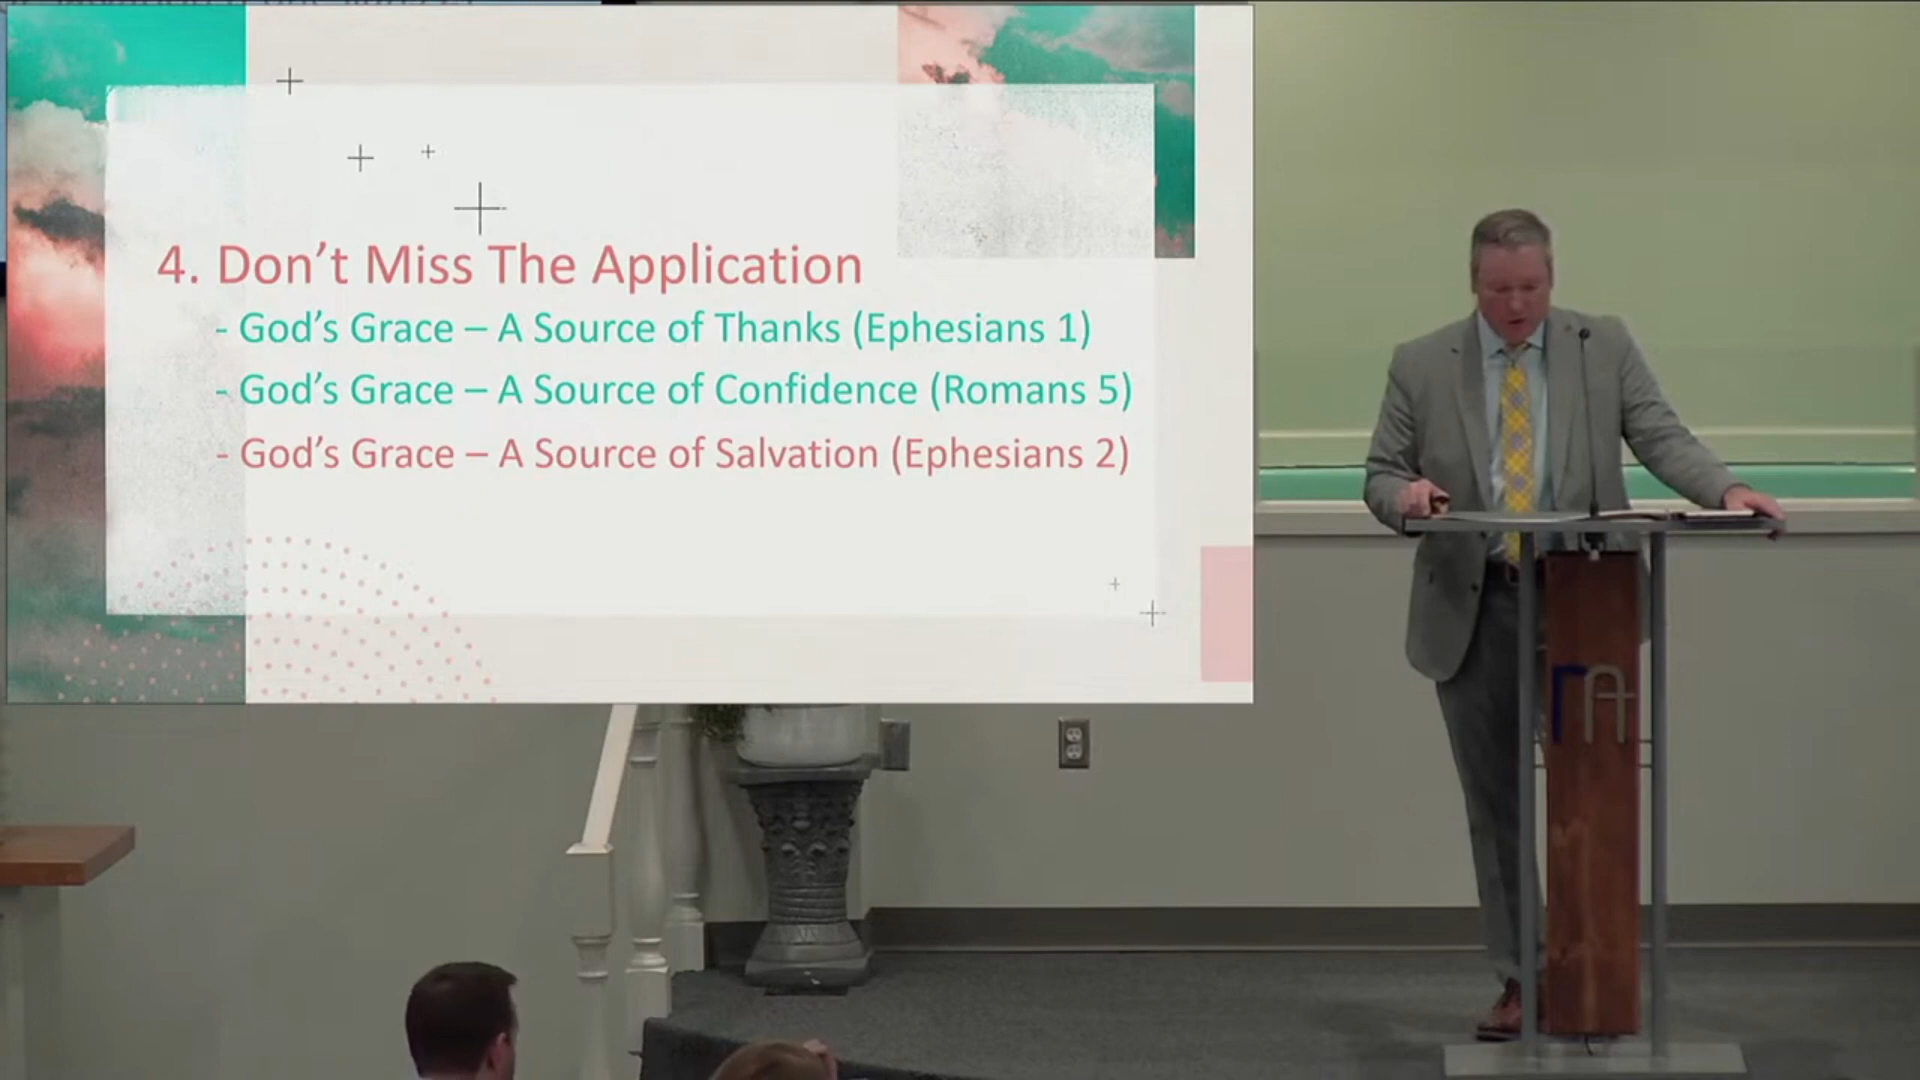 4. Don't Miss The Application
- God's Grace – A Source of Thanks (Ephesians 1)
- God's Grace – A Source of Confidence (Romans 5)
- God's Grace – A Source of Salvation (Ephesians 2)
ΓA